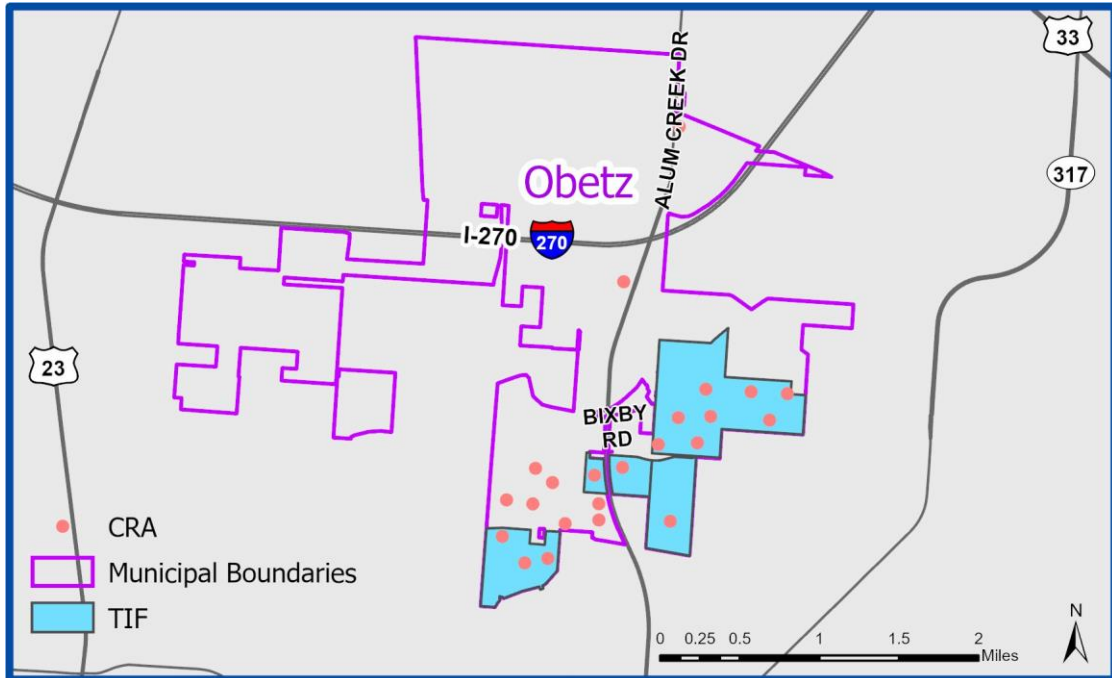 33
ALUM CREEK DR
317
Obetz
I-270
270
23
BIXBY
RD
CRA
Municipal Boundaries
TIF
N
0 0.25 0.5 1 1.5 2
Miles